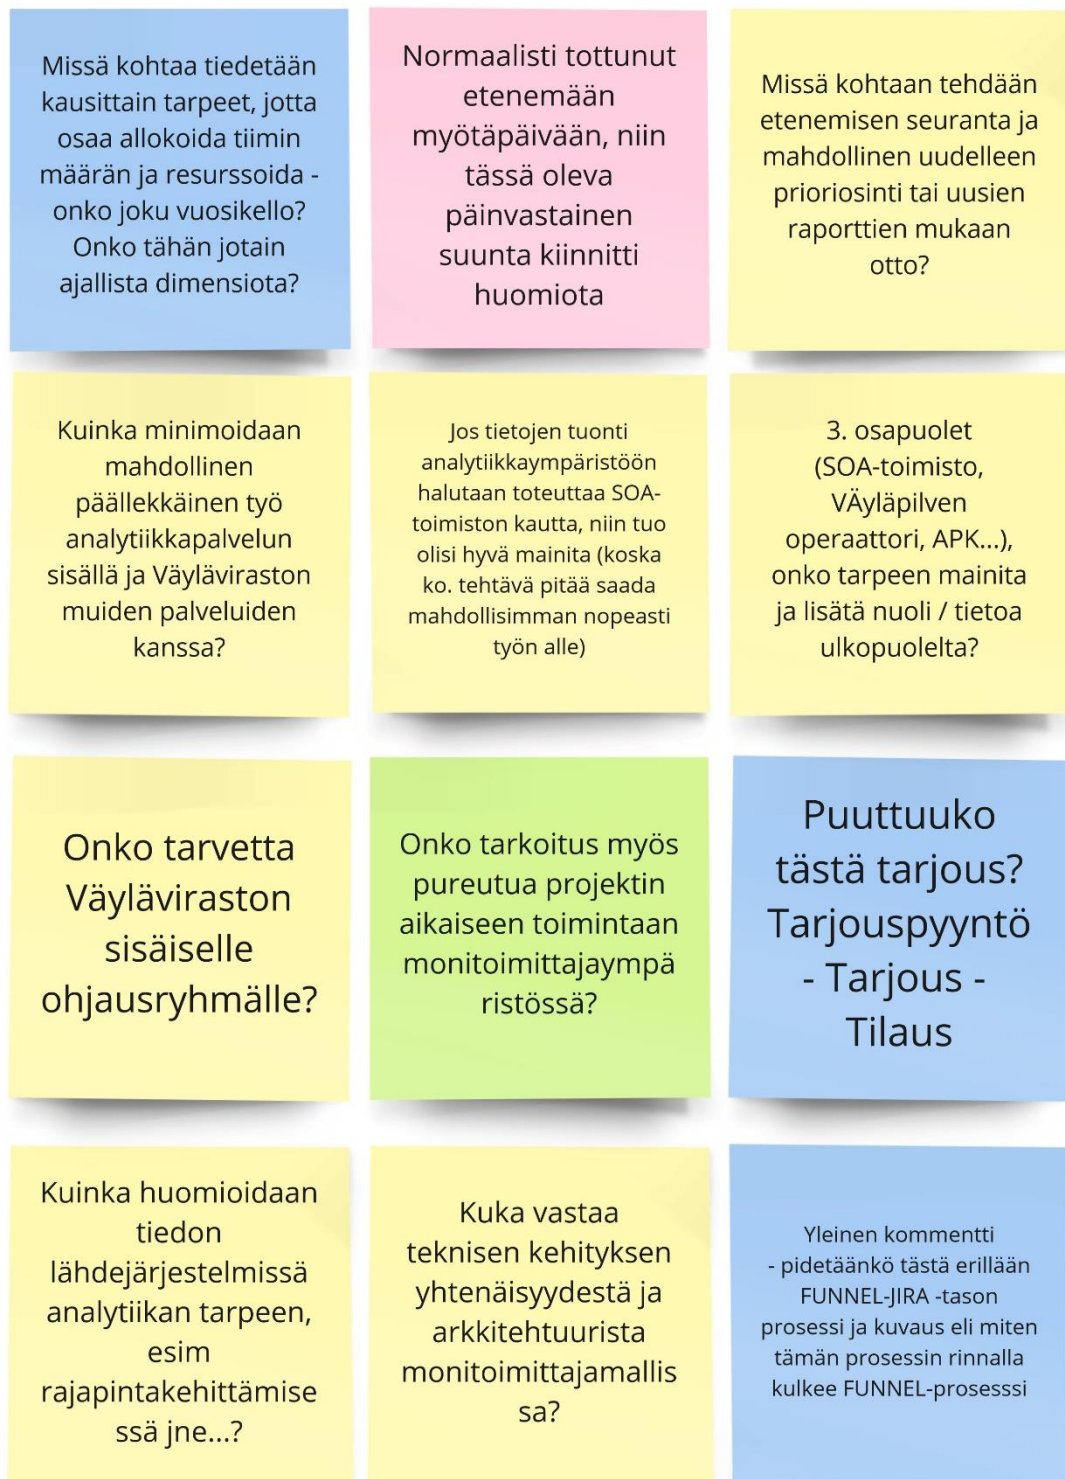 Missä kohtaa tiedetään
kausittain tarpeet, jotta
osaa allokoida tiimin
määrän ja resurssoida -
onko joku vuosikello?
Onko tähän jotain
ajallista dimensiota?
Normaalisti tottunut
etenemään
myötäpäivään, niin
tässä oleva
päinvastainen
suunta kiinnitti
huomiota
Missä kohtaan tehdään
etenemisen seuranta ja
mahdollinen uudelleen
prioriosinti tai uusien
raporttien mukaan
otto?
Kuinka minimoidaan
mahdollinen
päällekkäinen työ
analytiikkapalvelun
sisällä ja Väyläviraston
muiden palveluiden
kanssa?
Jos tietojen tuonti
analytiikkaympäristöön
halutaan toteuttaa SOA-
toimiston kautta, niin tuo
olisi hyvä mainita (koska
ko. tehtävä pitää saada
mahdollisimman nopeasti
työn alle)
3. osapuolet
(SOA-toimisto,
VÄyläpilven
operaattori, APK...),
onko tarpeen mainita
ja lisätä nuoli / tietoa
ulkopuolelta?
Onko tarvetta
Väyläviraston
sisäiselle
ohjausryhmälle?
Onko tarkoitus myös
pureutua projektin
aikaiseen toimintaan
monitoimittajaympä
ristössä?
Puuttuuko
tästä tarjous?
Tarjouspyyntö
- Tarjous -
Tilaus
Kuinka huomioidaan
tiedon
lähdejärjestelmissä
analytiikan tarpeen,
esim
rajapintakehittämise
ssä jne...?
Kuka vastaa
teknisen kehityksen
yhtenäisyydestä ja
arkkitehtuurista
monitoimittajamallis
sa?
Yleinen kommentti
- pidetäänkö tästä erillään
FUNNEL-JIRA -tason
prosessi ja kuvaus eli miten
tämän prosessin rinnalla
kulkee FUNNEL-prosesssi